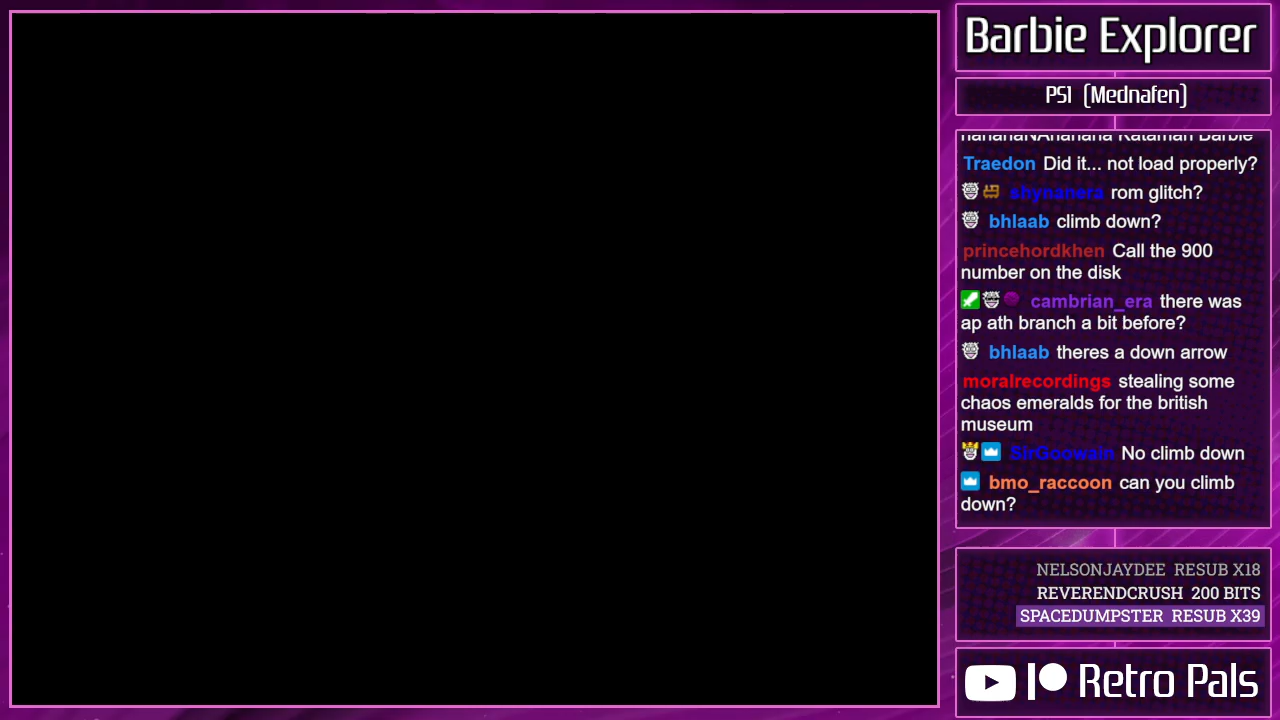 Barbie Explorer
PS1 (Mednafen)
hahahaNAhahaha Katamari Barbie
Traedon Did it... not load properly?
shynanera rom glitch?
bhlaab climb down?
princehordkhen Call the 900
number on the disk
cambrian_era there was
ap ath branch a bit before?
bhlaab theres a down arrow
moralrecordings stealing some
chaos emeralds for the british
museum
SirGoowain No climb down
bmo_raccoon can you climb
down?
NELSONJAYDEE RESUB X18
REVERENDCRUSH 200 BITS
SPACEDUMPSTER RESUB X39
Retro Pals